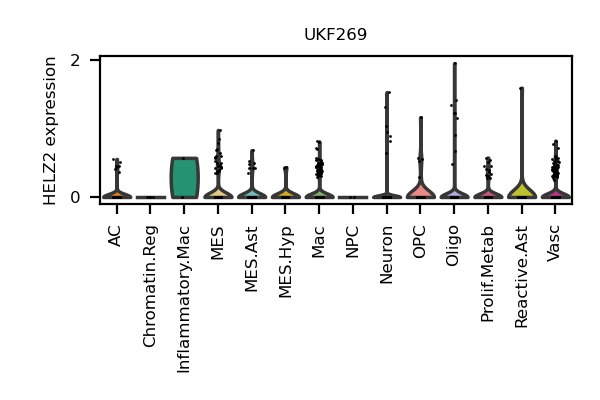 UKF269
HELZ2 expression
2
0
AC
Chromatin.Reg
Inflammatory.Mac
MES
MES.Ast
MES.Hyp
Mac
NPC
Neuron
OPC
Oligo
Prolif.Metab
Reactive.Ast
Vasc